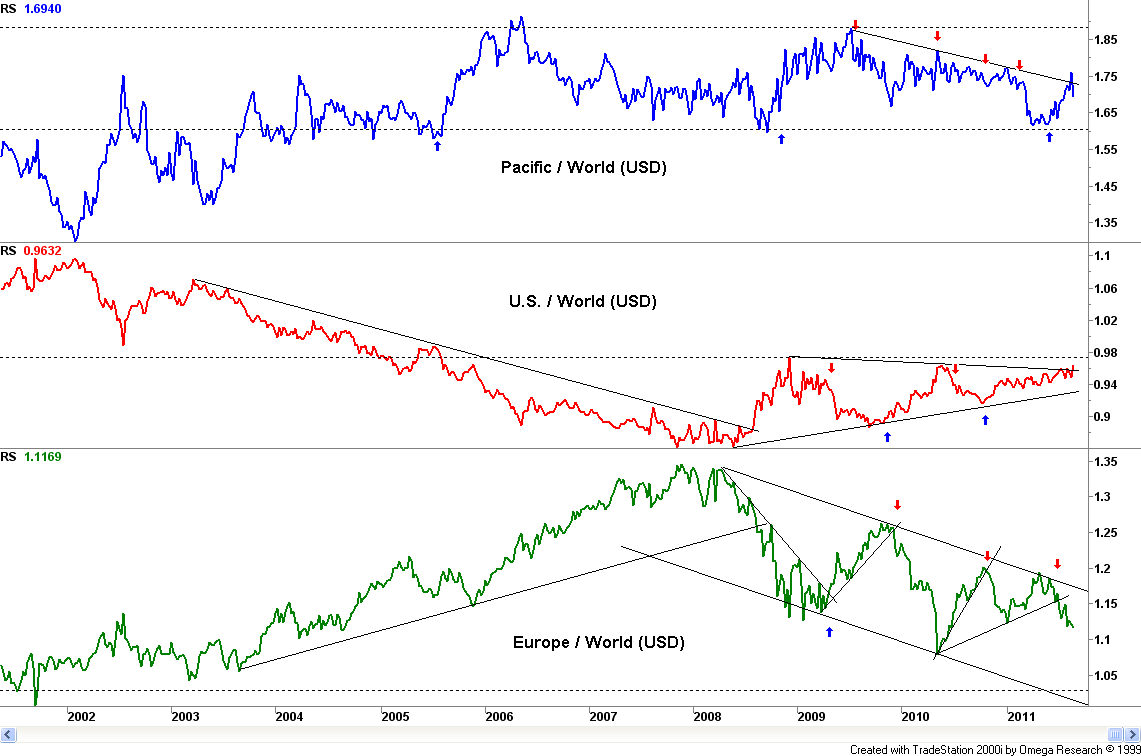 RS 1.6940
1.85
1.75
1.65
1.55
1.45
1.35
Pacific / World (USD)
RS 0.9632
1.1
1.06
1.02
0.98
0.94
0.9
U.S. / World (USD)
RS 1.1169
1.35
1.3
1.25
1.2
1.15
1.1
1.05
Europe / World (USD)
2002 2003 2004 2005 2006 2007 2008 2009 2010 2011
Created with TradeStation 2000i by Omega Research © 1999